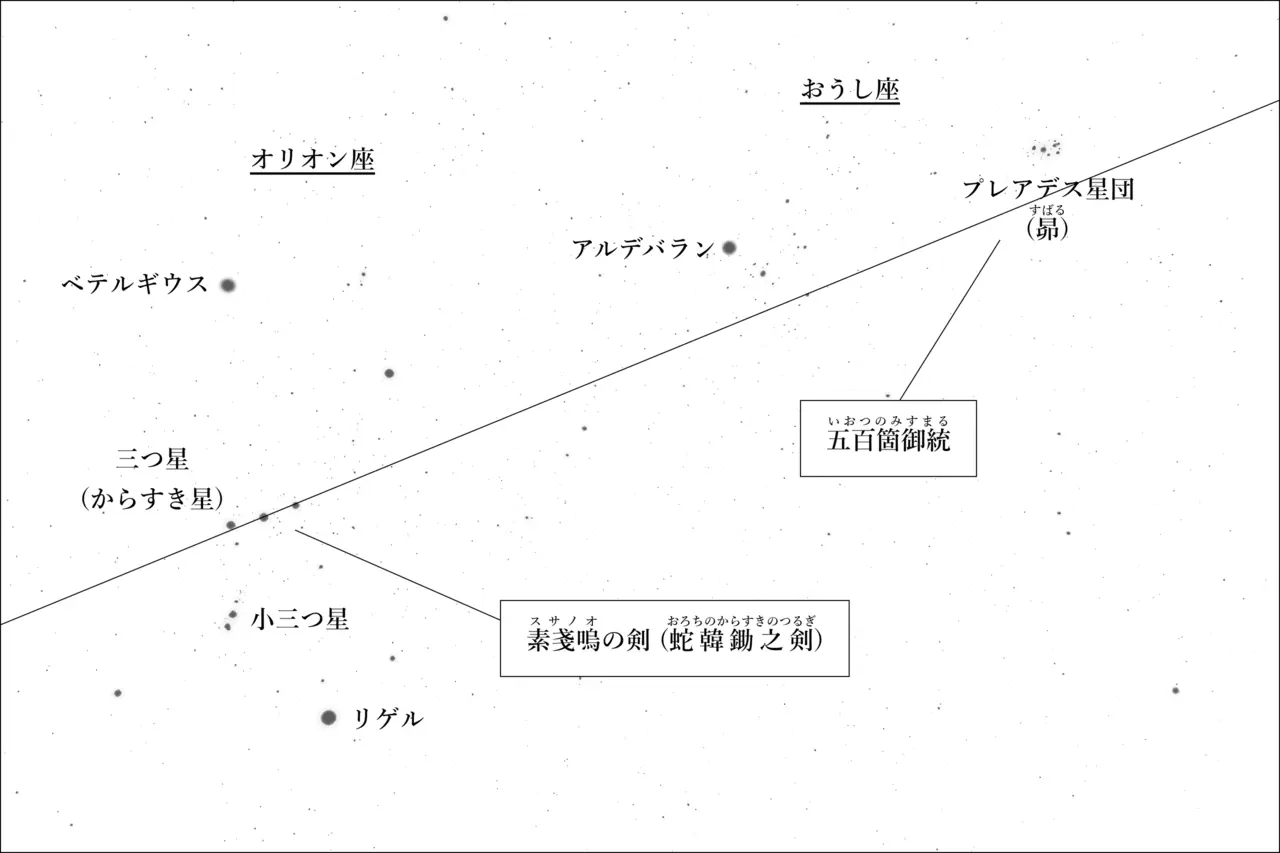 おうし座
オリオン座
プレアデス星団
すばる
（昴）
アルデバラン
ベテルギウス
いおつのみすまる
五百箇御統
三つ星
（からすき星）
小三つ星
スサノオ おろちのからすきのつるぎ
素戔嗚の剣（蛇韓鋤之剣）
リゲル